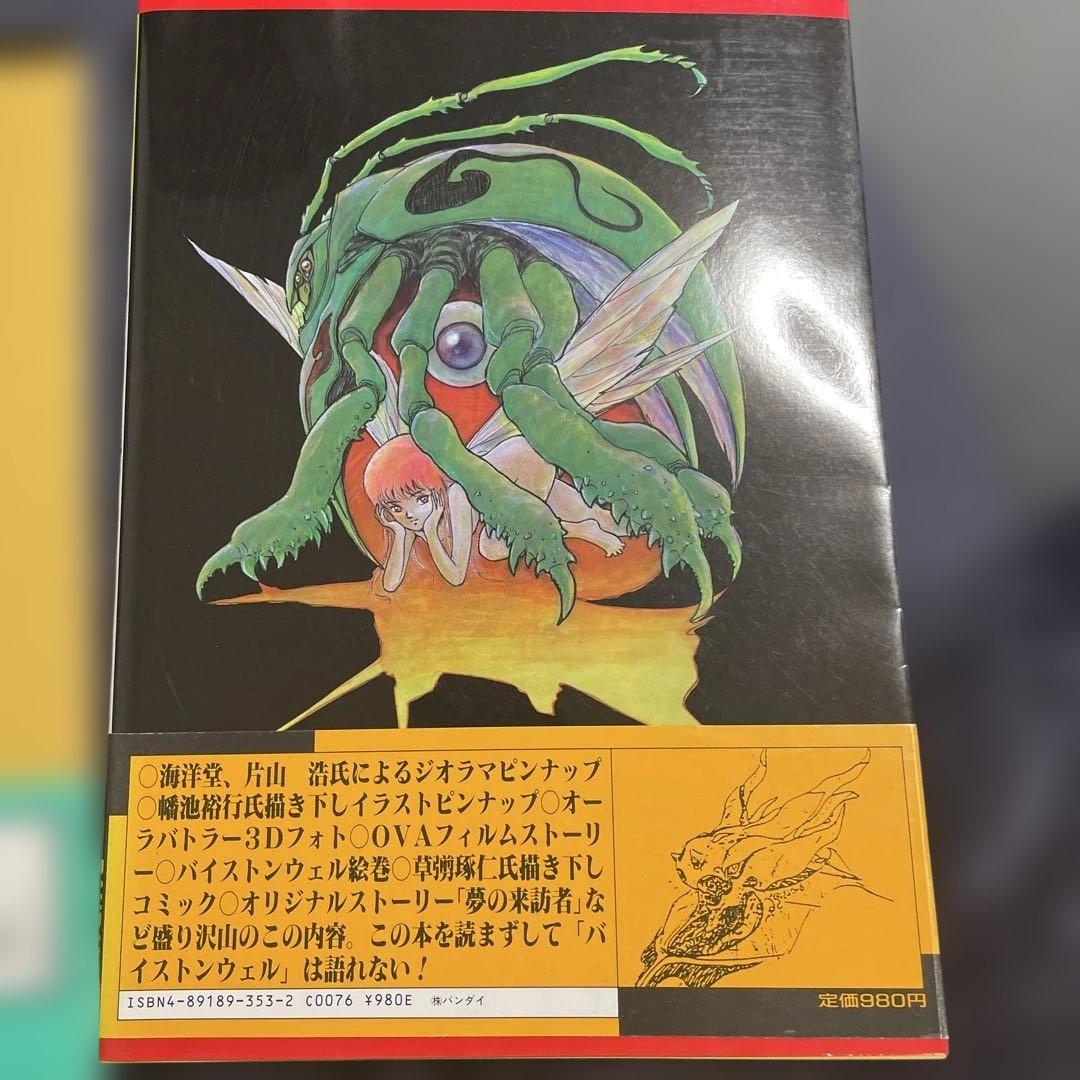 ○海洋堂、片山 浩氏によるジオラマピンナップ
○幡池裕行氏描き下しイラストピンナップ○オー
ラバトラー3Dフォト○OVAフィルムストーリ
ー○バイストンウェル絵巻○草彅琢仁氏描き下し
コミック○オリジナルストーリー「夢の来訪者」な
ど盛り沢山のこの内容。この本を読まずして「バ
イストンウェル」は語れない！
ISBN4-89189-353-2 C0076 ¥980E ㈱バンダイ
定価980円